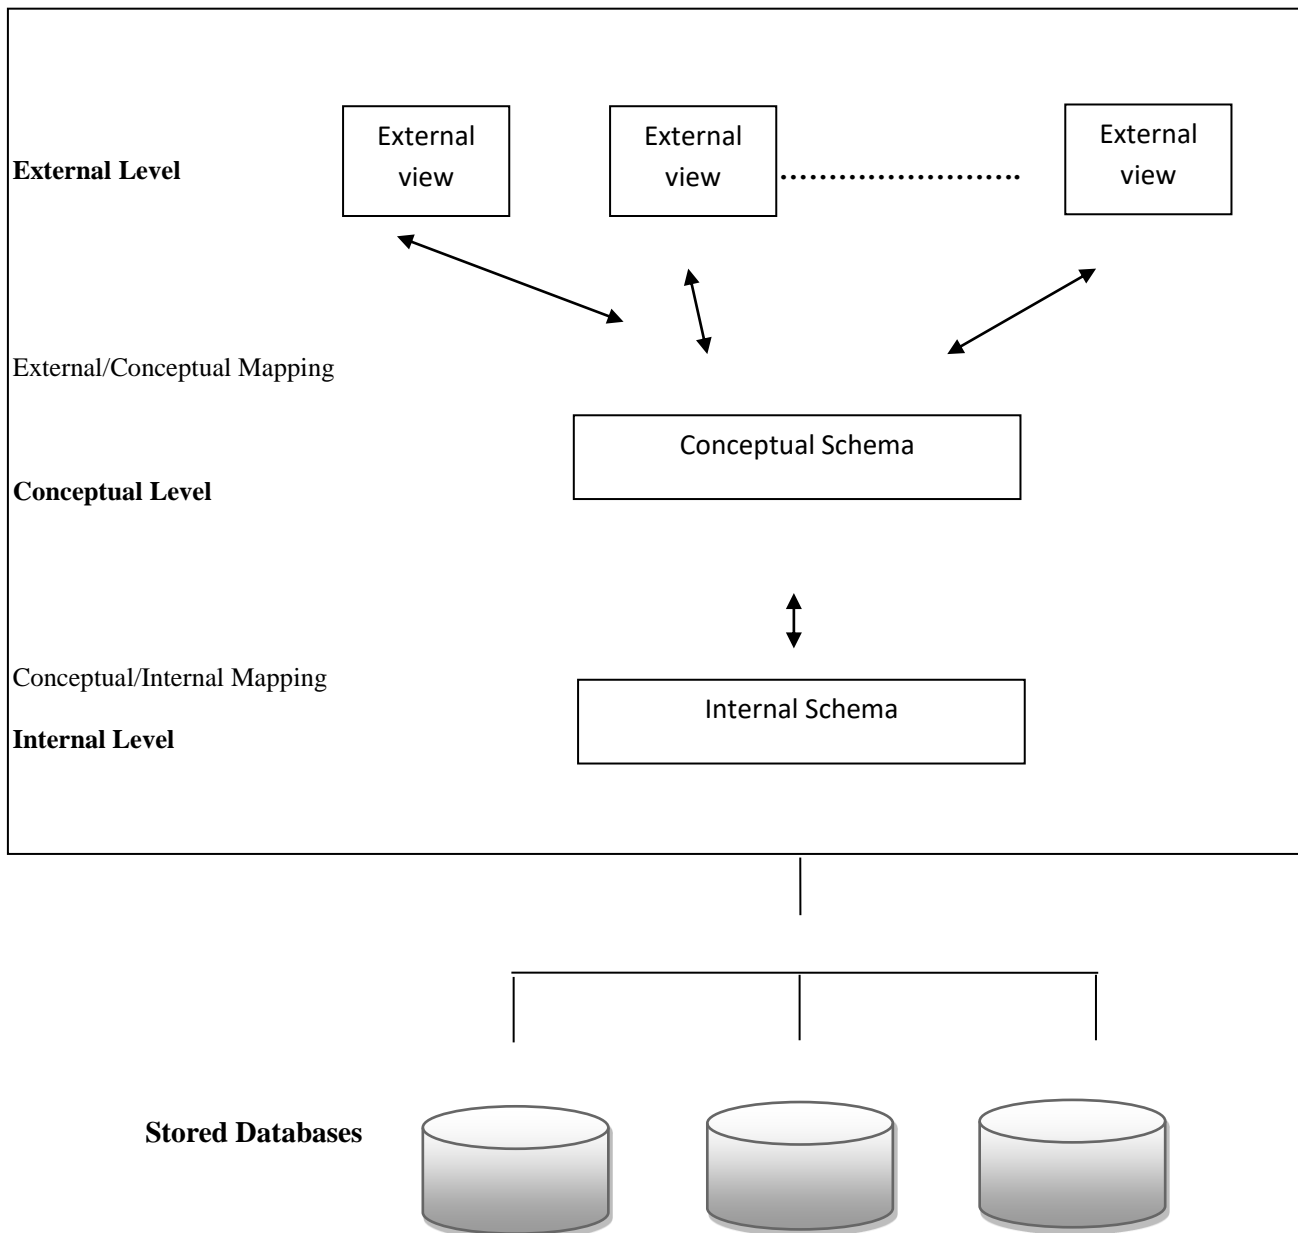 External
view
External
view
External
view
External Level
........................
External/Conceptual Mapping
Conceptual Schema
Conceptual Level
Conceptual/Internal Mapping
Internal Schema
Internal Level
Stored Databases